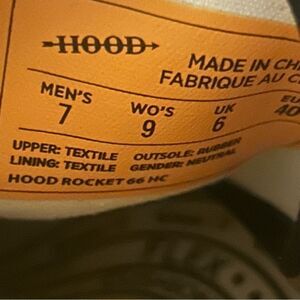 HOOD
MADE IN CHI
FABRIQUE AU C
MEN'S WO'S UK EU
7 9 6 40
UPPER: TEXTILE OUTSOLE: RUBBER
LINING: TEXTILE GENDER: NEUTRAL
HOOD ROCKET 66 HC